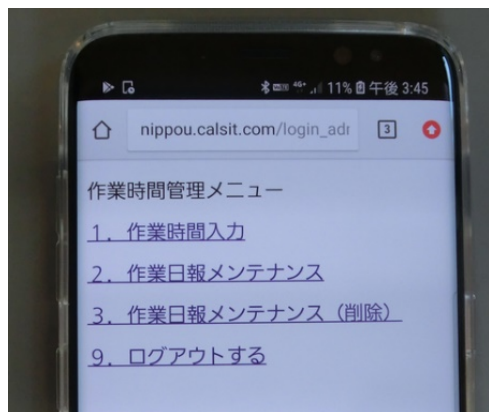 4G+ 11% 午後 3:45
nippou.calsit.com/login_adr
3
作業時間管理メニュー
1．作業時間入力
2．作業日報メンテナンス
3．作業日報メンテナンス（削除）
9．ログアウトする